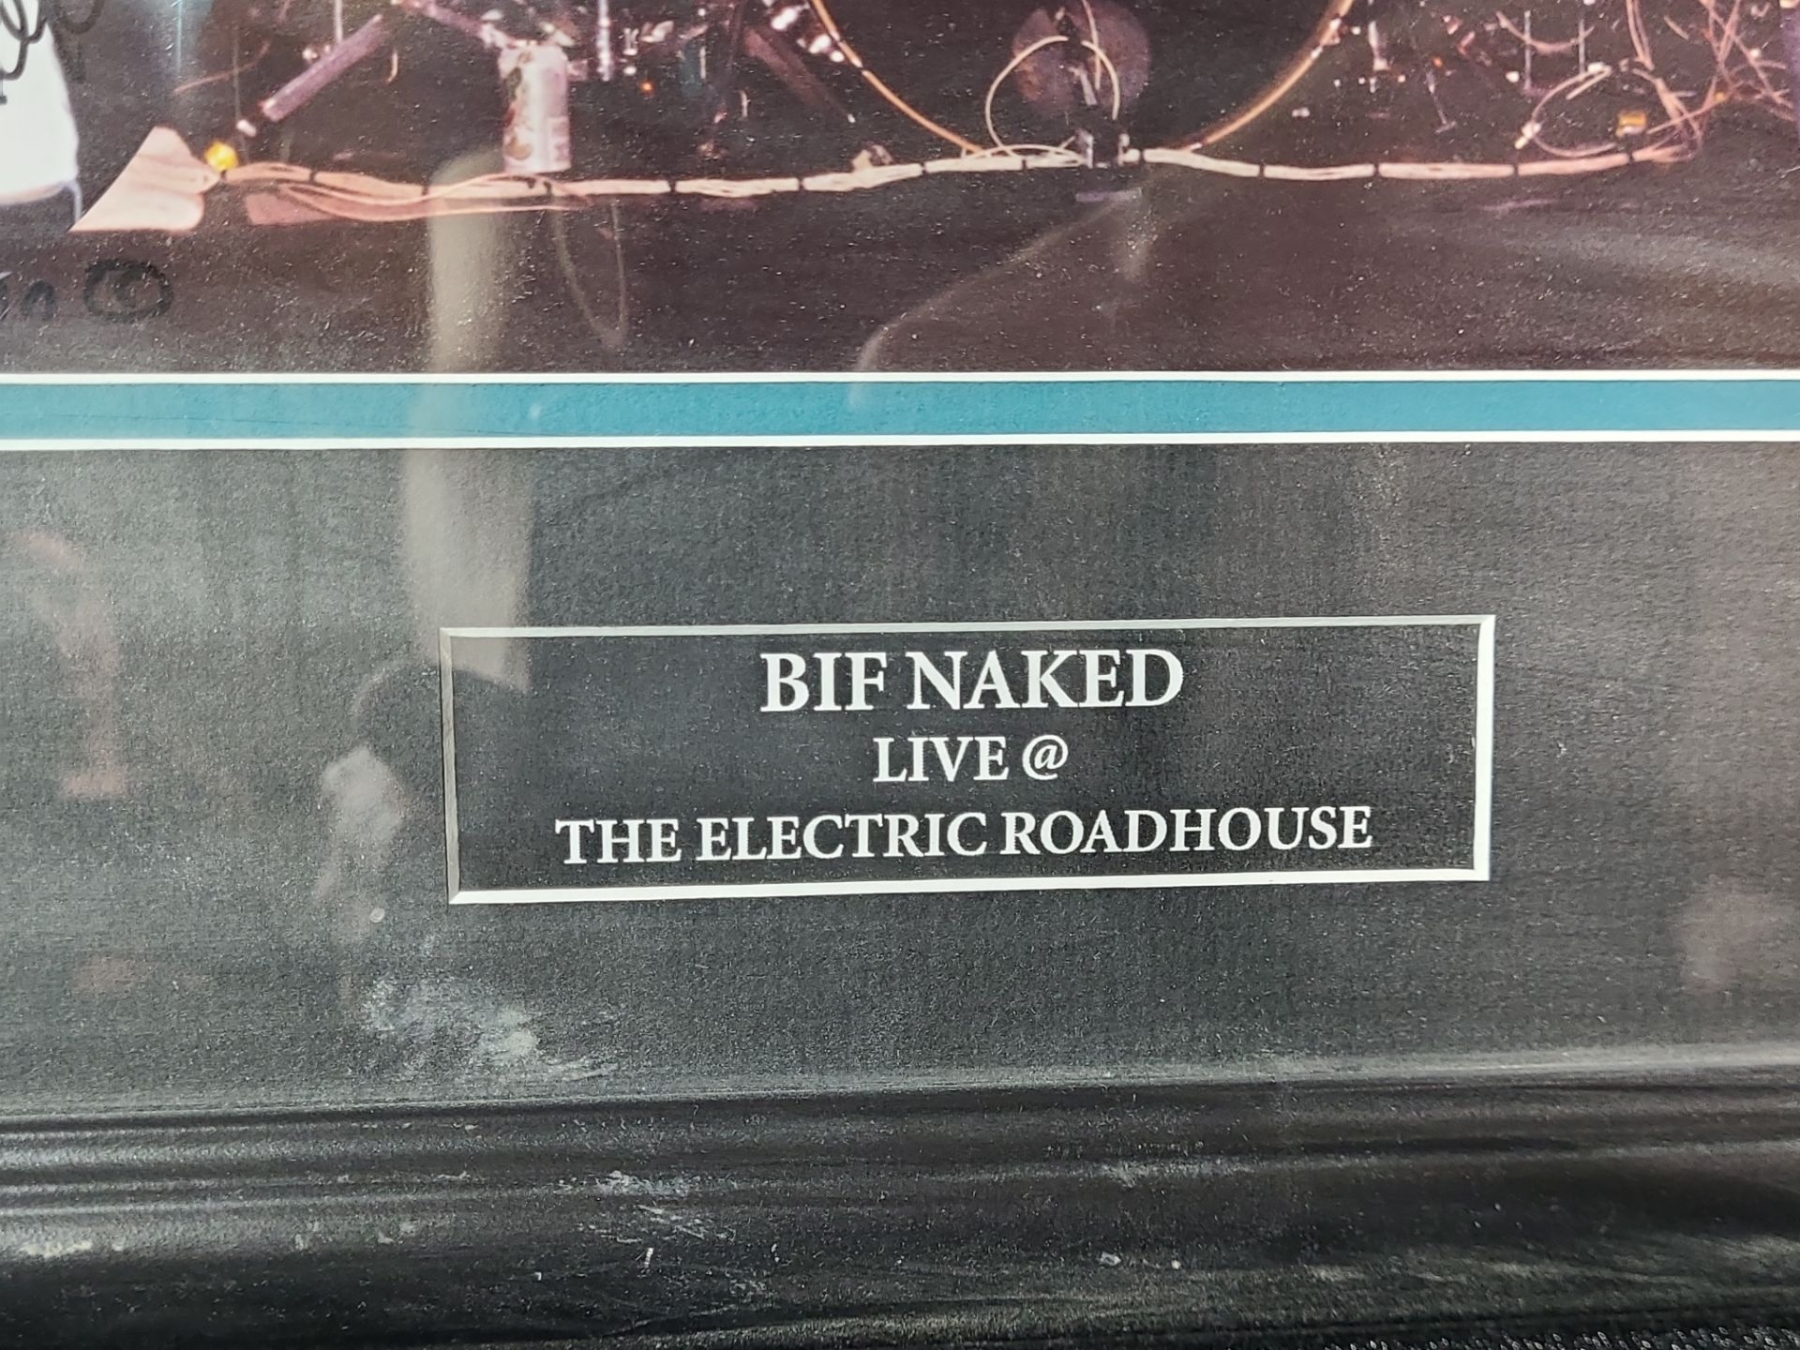 BIF NAKED
LIVE @
THE ELECTRIC ROADHOUSE